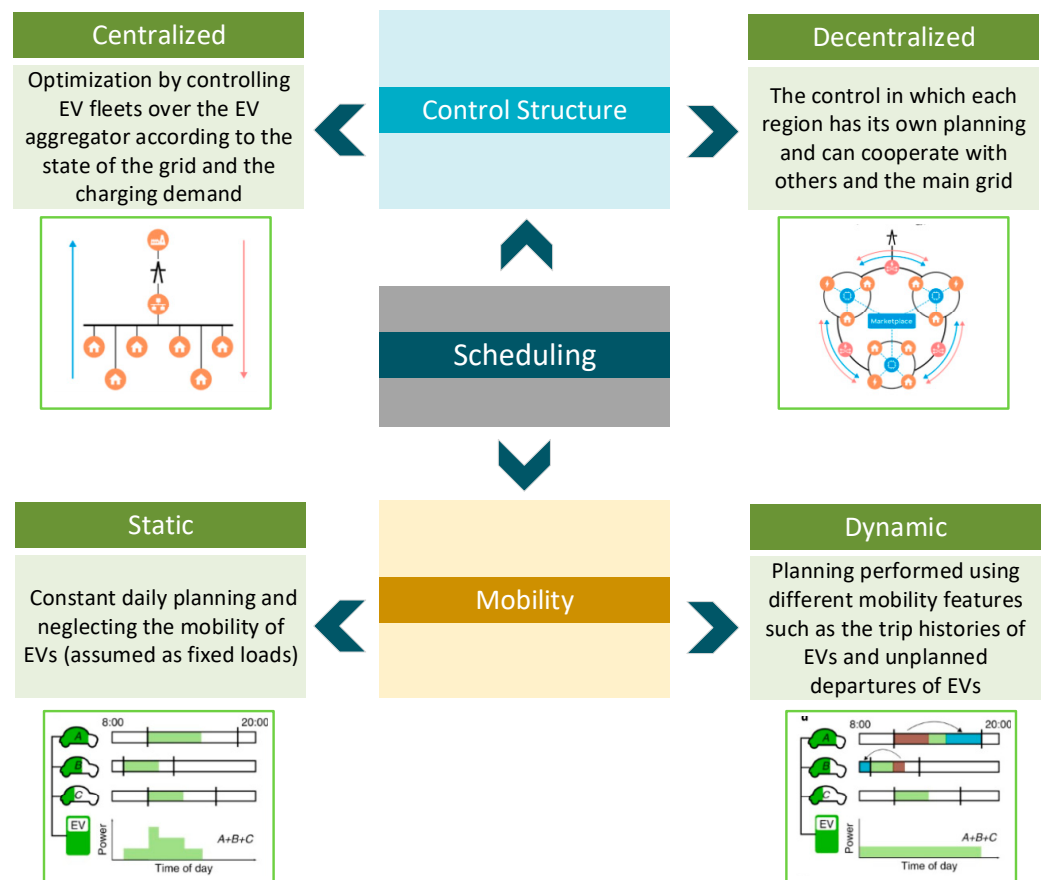 Centralized
Optimization by controlling
EV fleets over the EV
aggregator according to the
state of the grid and the
charging demand
Control Structure
Decentralized
The control in which each
region has its own planning
and can cooperate with
others and the main grid
Marketplace
Scheduling
Static
Constant daily planning and
neglecting the mobility of
EVs (assumed as fixed loads)
Mobility
Dynamic
Planning performed using
different mobility features
such as the trip histories of
EVs and unplanned
departures of EVs
8:00 20:00
A
B
C
EV
Power
A+B+C
Time of day
8:00 20:00
A
B
C
EV
Power
A+B+C
Time of day